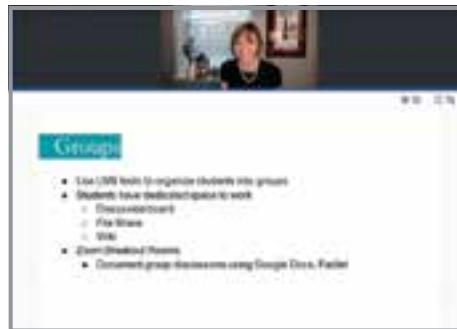 Groups
Use LMS tools to organize students into groups
Students have dedicated space to work
Discussion board
File Share
Wiki
Zoom Breakout Rooms
Document group discussions using Google Docs, Padlet